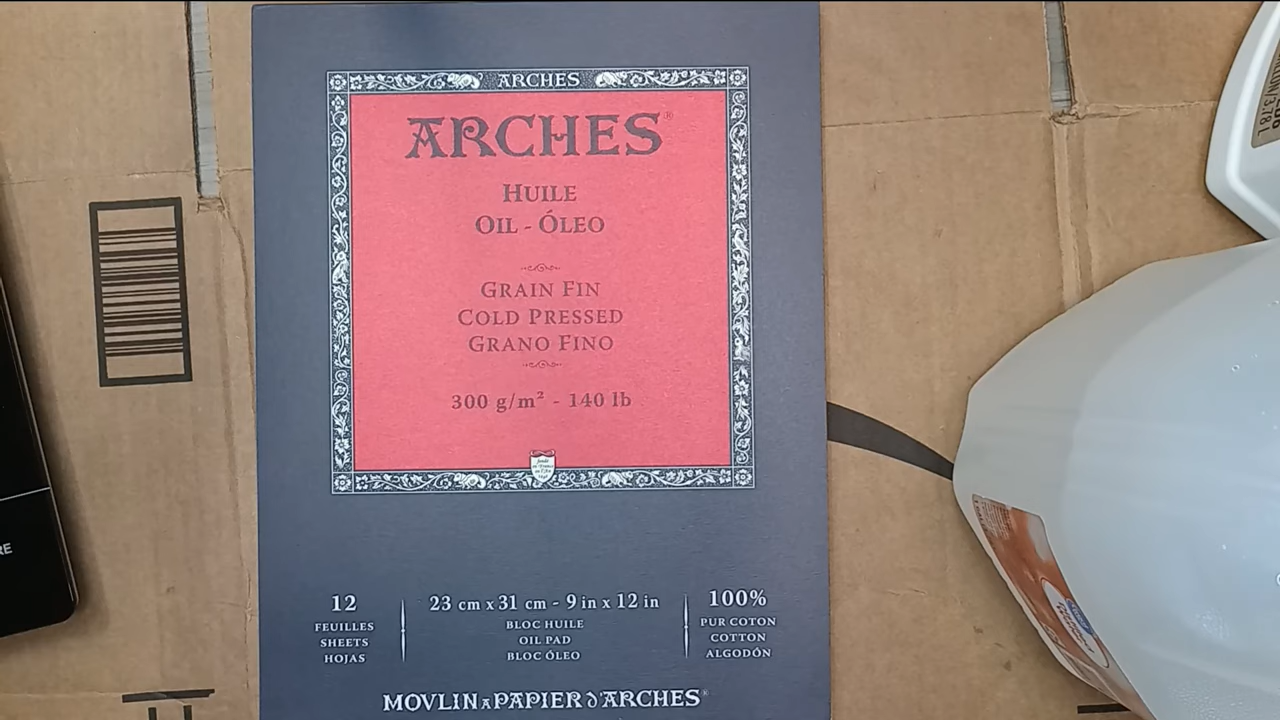 ARCHES
ARCHES®
HUILE
OIL - ÓLEO
GRAIN FIN
COLD PRESSED
GRANO FINO
300 g/m² - 140 lb
12
FEUILLES
SHEETS
HOJAS
23 cm x 31 cm - 9 in x 12 in
BLOC HUILE
OIL PAD
BLOC ÓLEO
100%
PUR COTON
COTTON
ALGODÓN
MOVLIN A PAPIER D'ARCHES®
RE